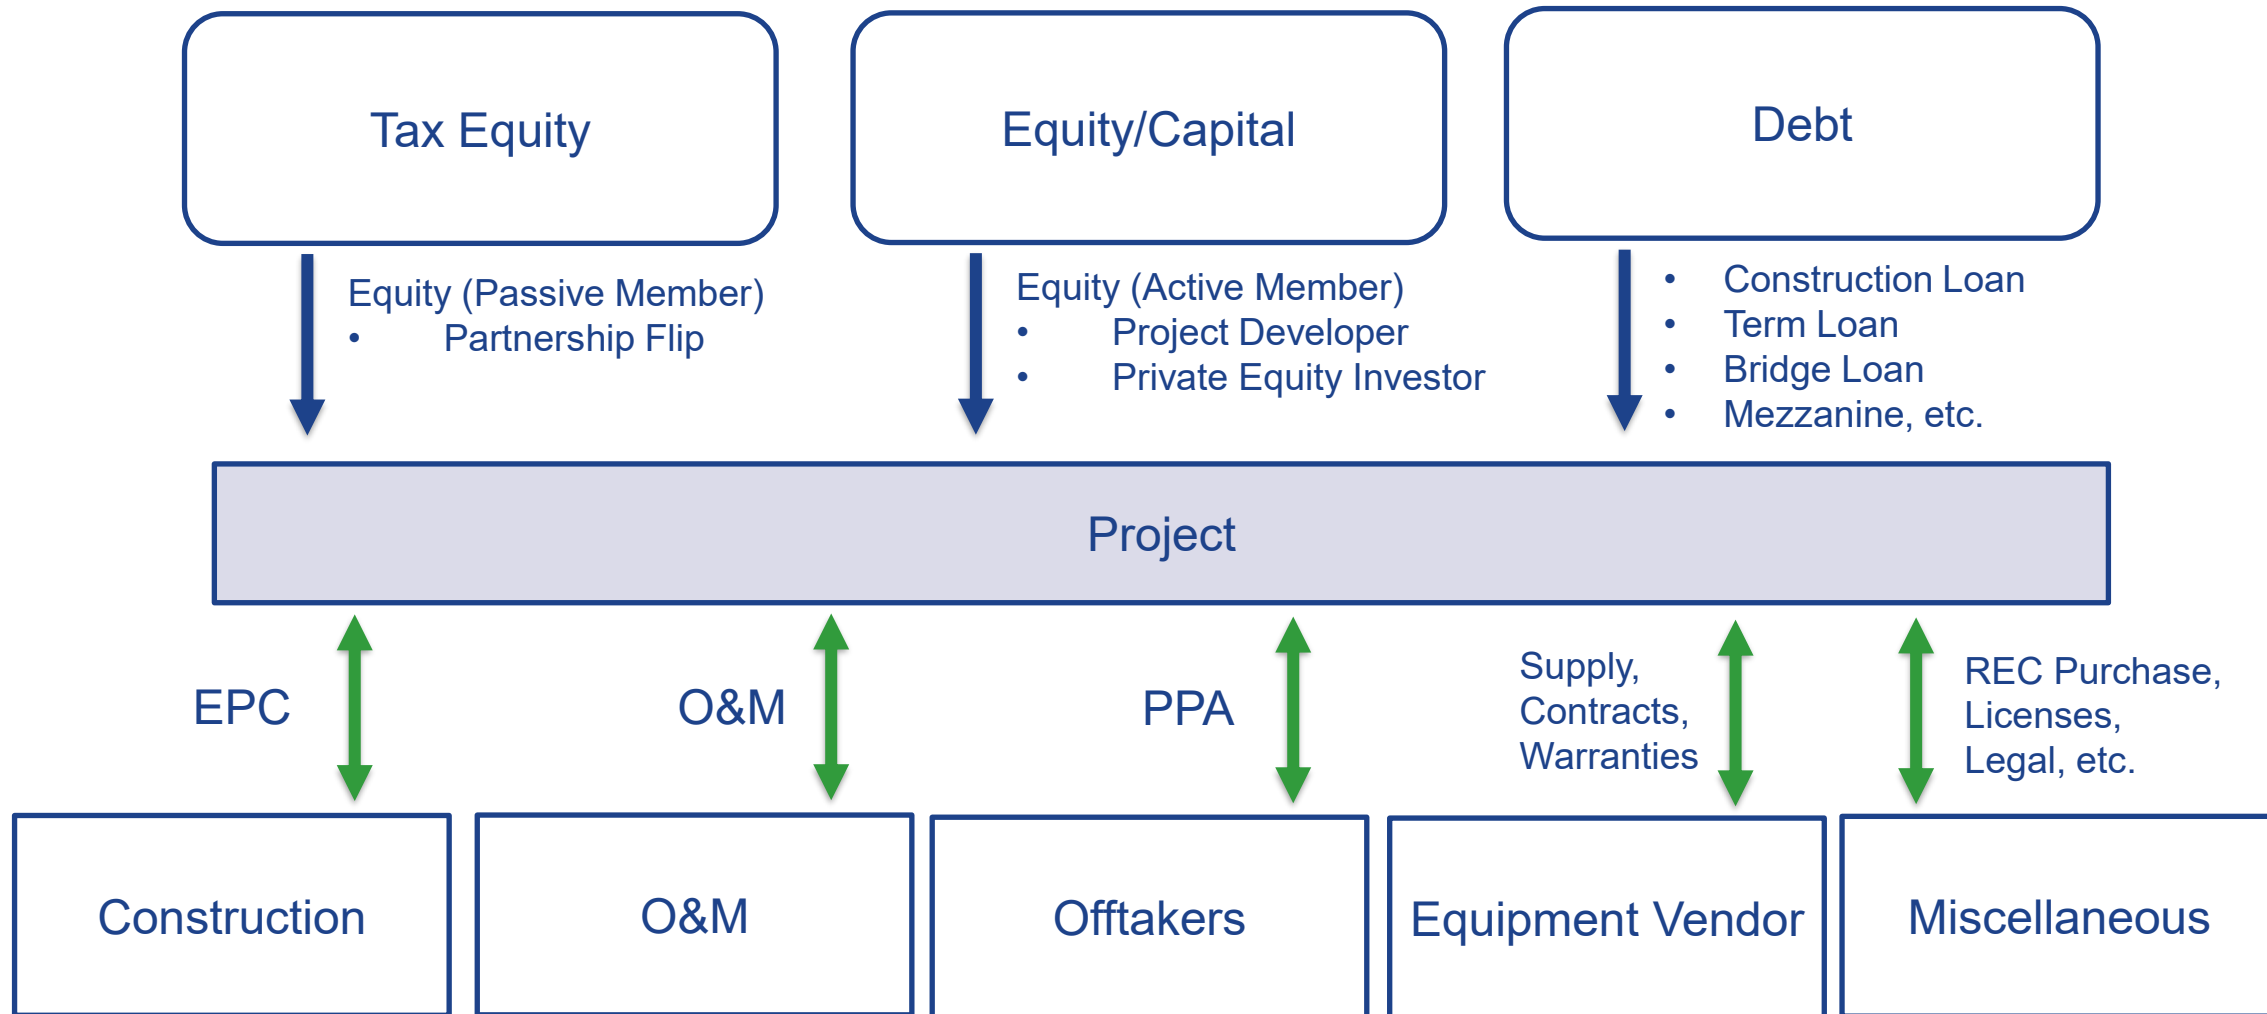 Tax Equity
Equity/Capital
Debt
Equity (Passive Member)
• Partnership Flip
Equity (Active Member)
• Project Developer
• Private Equity Investor
• Construction Loan
• Term Loan
• Bridge Loan
• Mezzanine, etc.
Project
EPC
O&M
PPA
Supply,
Contracts,
Warranties
REC Purchase,
Licenses,
Legal, etc.
Construction
O&M
Offtakers
Equipment Vendor
Miscellaneous